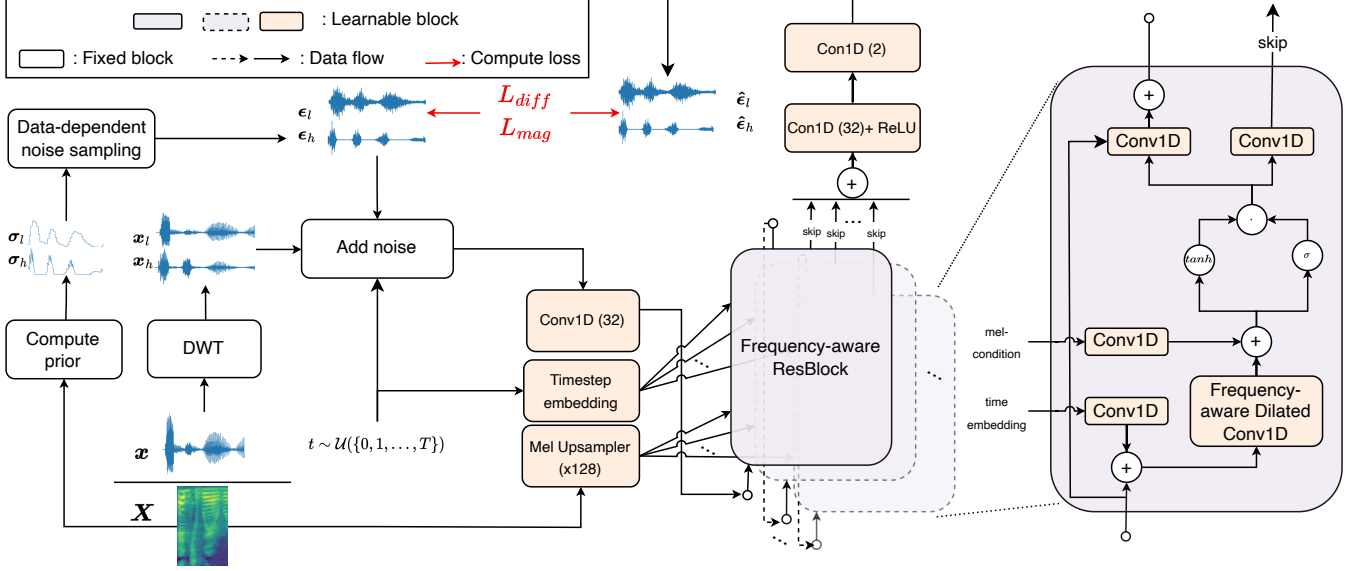 : Learnable block
: Fixed block
: Data flow
: Compute loss
Data-dependent
noise sampling
ϵ_l
ϵ_h
L_diff
L_mag
ϵ̂_l
ϵ̂_h
Con1D (2)
Con1D (32)+ ReLU
+
skip
skip
...
skip
σ_l
σ_h
x_l
x_h
Add noise
Compute
prior
DWT
Conv1D (32)
Timestep
embedding
Mel Upsampler
(x128)
...
...
Frequency-aware
ResBlock
...
...
x
t ∼ U({0, 1, . . . , T})
X
skip
+
Conv1D
Conv1D
·
tanh
σ
mel-
condition
Conv1D
+
time
embedding
Conv1D
Frequency-
aware Dilated
Conv1D
+